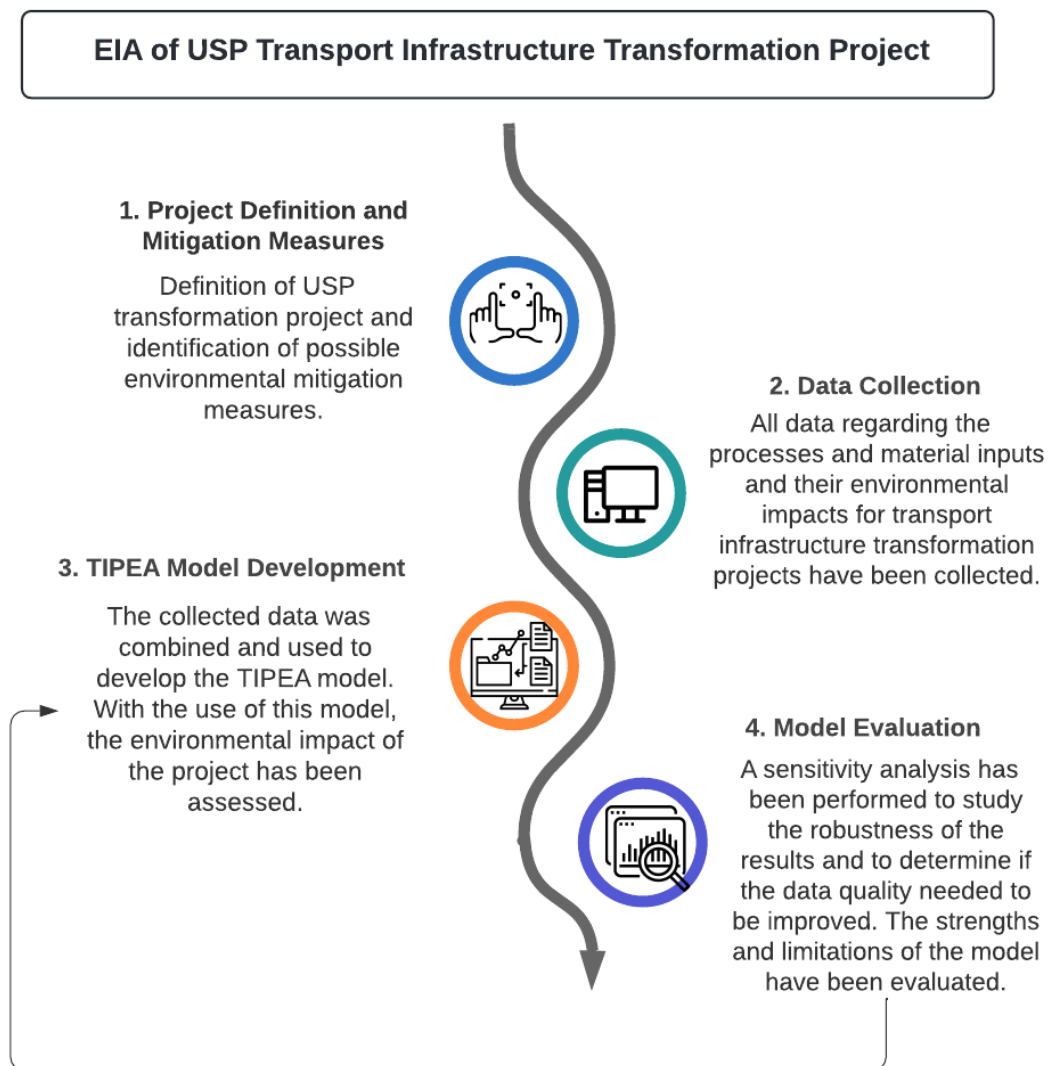 EIA of USP Transport Infrastructure Transformation Project
1. Project Definition and
Mitigation Measures
Definition of USP
transformation project and
identification of possible
environmental mitigation
measures.
2. Data Collection
All data regarding the
processes and material inputs
and their environmental
impacts for transport
infrastructure transformation
projects have been collected.
3. TIPEA Model Development
The collected data was
combined and used to
develop the TIPEA model.
With the use of this model,
the environmental impact of
the project has been
assessed.
4. Model Evaluation
A sensitivity analysis has
been performed to study
the robustness of the
results and to determine if
the data quality needed to
be improved. The strengths
and limitations of the model
have been evaluated.